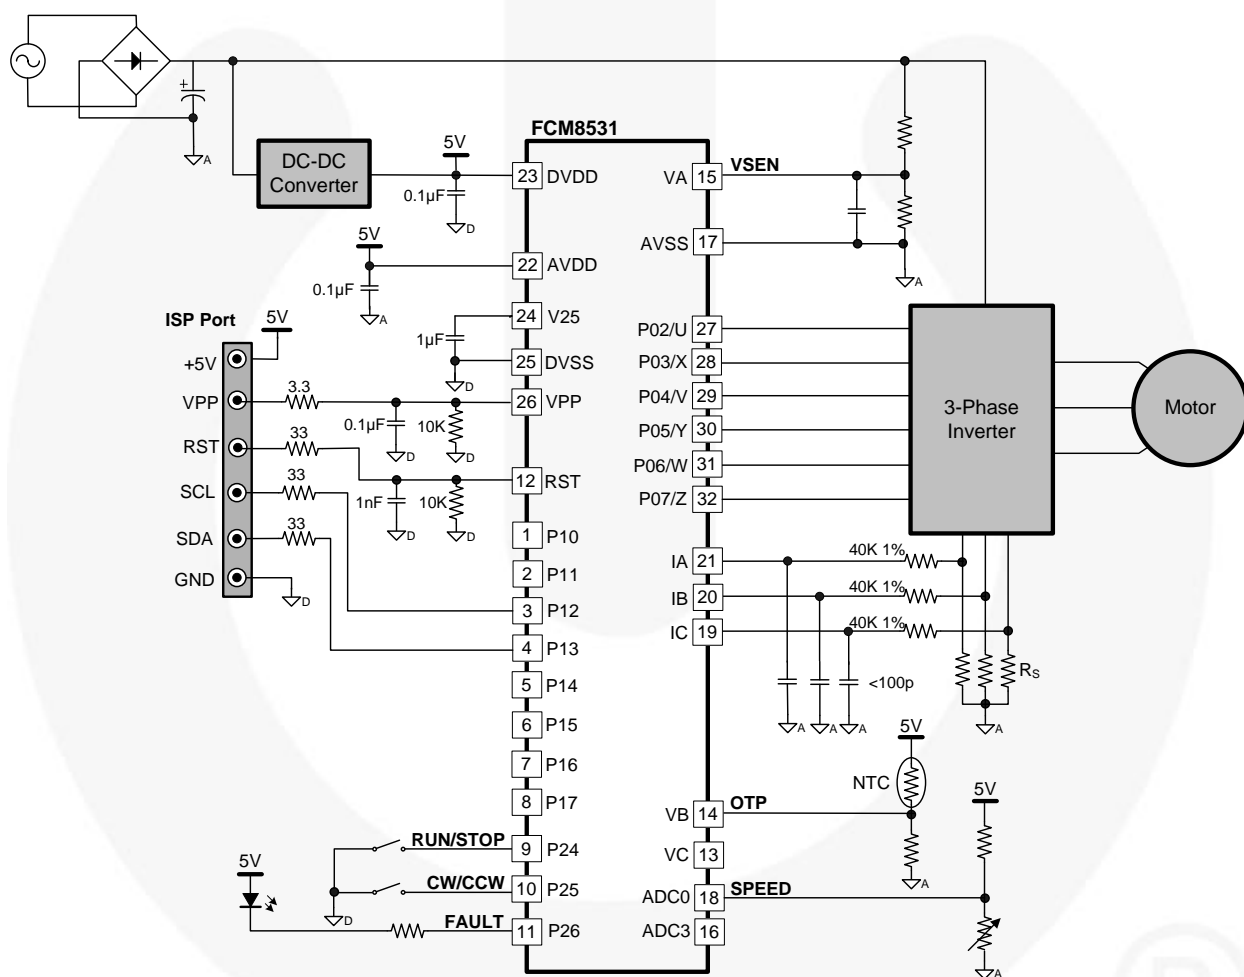 FCM8531
5V
DC-DC
Converter
0.1µF
D
A
23 DVDD
VA 15 VSEN
5V
0.1µF
A
22 AVDD
AVSS 17
A
ISP Port
5V
1µF
D
24 V25
25 DVSS
+5V
VPP
3.3
0.1µF
D
10K
D
26 VPP
RST
33
1nF
D
10K
D
12 RST
SCL
33
SDA
33
GND
D
1 P10
2 P11
3 P12
4 P13
5 P14
6 P15
7 P16
8 P17
RUN/STOP 9 P24
CW/CCW 10 P25
D
5V
FAULT 11 P26
P02/U 27
P03/X 28
P04/V 29
P05/Y 30
P06/W 31
P07/Z 32
3-Phase
Inverter
Motor
IA 21 40K 1%
IB 20 40K 1%
IC 19 40K 1%
<100p
A
A
A
RS
A
5V
NTC
VB 14 OTP
A
VC 13
5V
ADC0 18 SPEED
ADC3 16
A
R